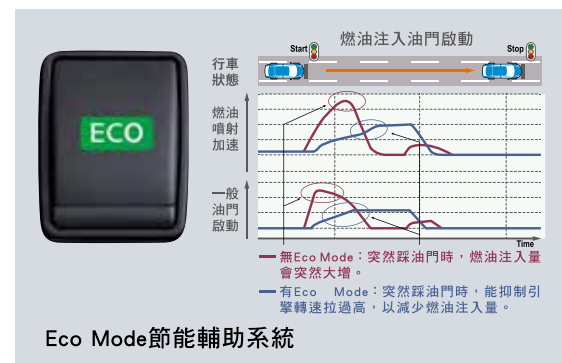 ECO
燃油注入油門啟動
Start
Stop
行車
狀態
燃油
噴射
加速
一般
油門
啟動
Time
無Eco Mode：突然踩油門時，燃油注入量
會突然大增。
有Eco Mode：突然踩油門時，能抑制引
擎轉速拉過高，以減少燃油注入量。
Eco Mode節能輔助系統